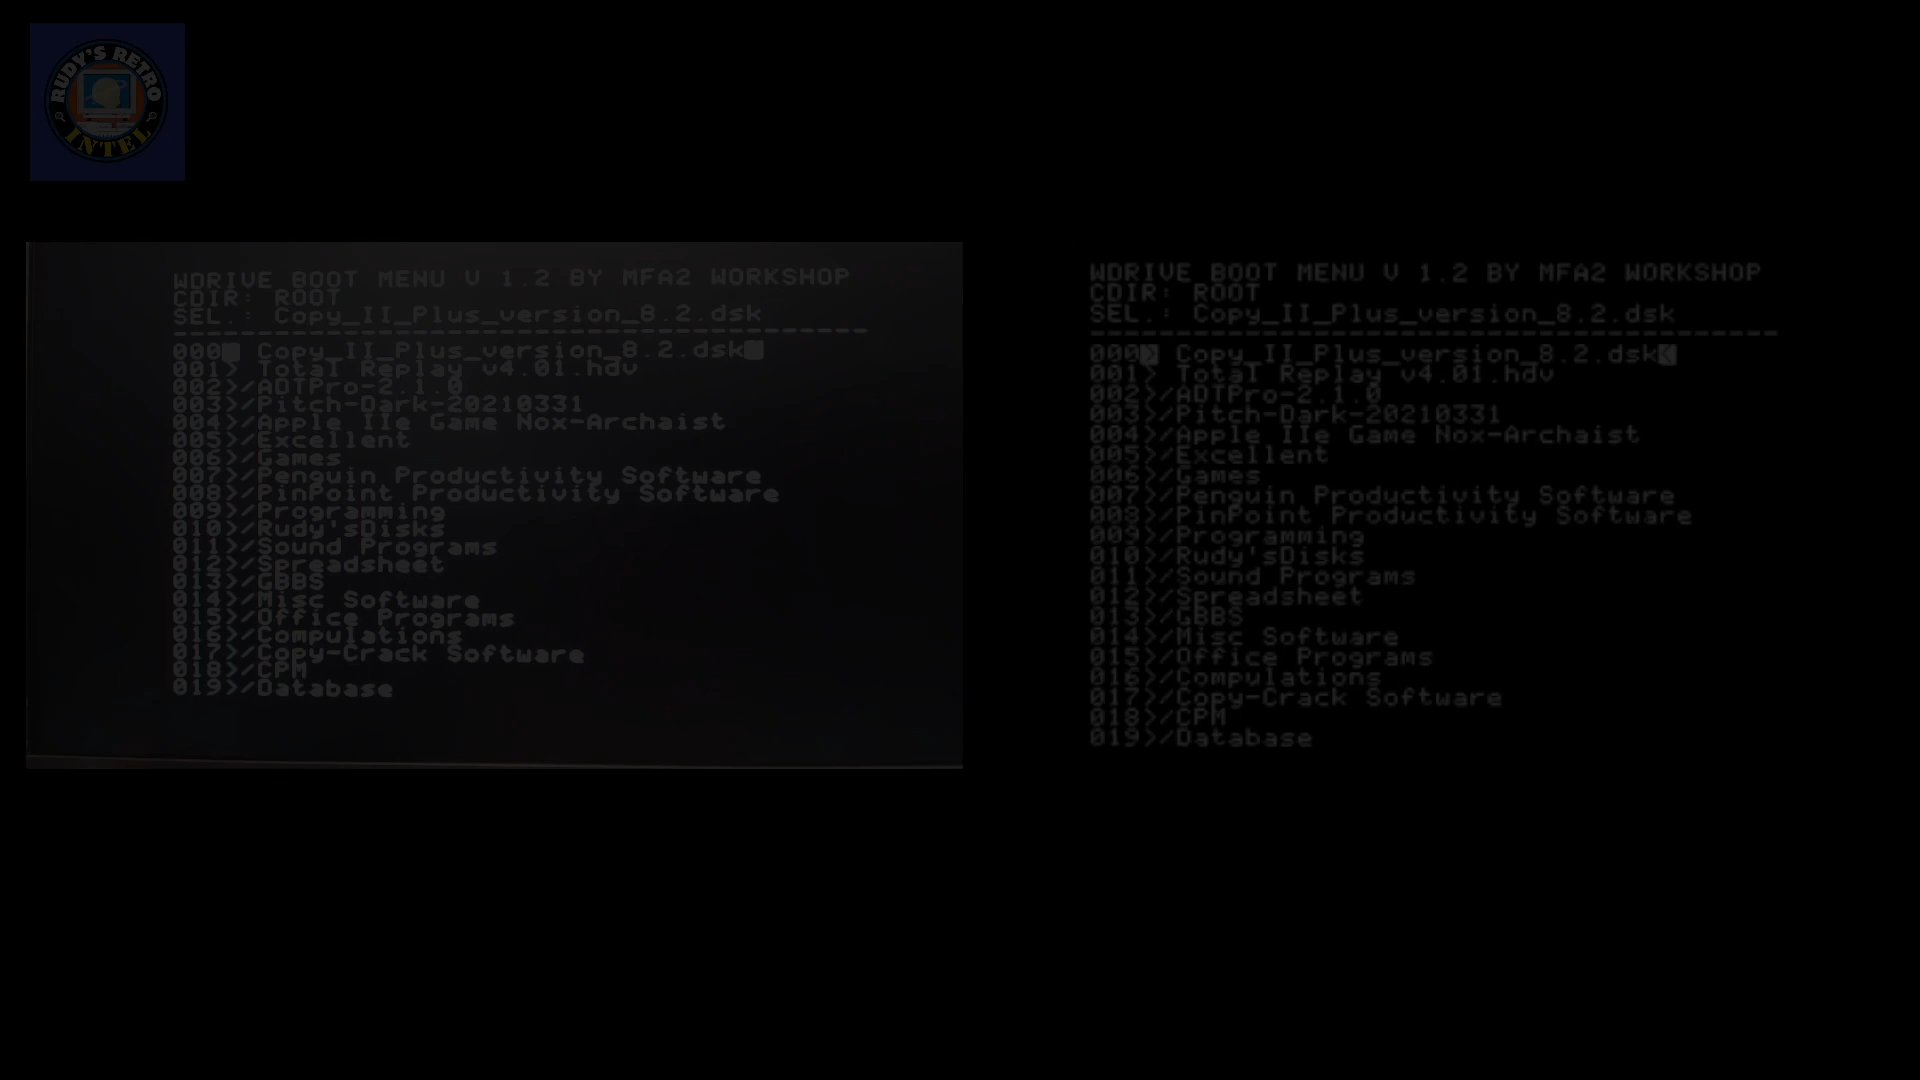 RUDY'S RETRO
INTEL
WDRIVE BOOT MENU V 1.2 BY MFA2 WORKSHOP
CDIR: ROOT
SEL.: Copy_II_Plus_version_8.2.dsk
----------------------------------------
000> Copy_II_Plus_version_8.2.dsk
001> Total Replay v4.01.hdv
002>/ADTPro-2.1.0
003>/Pitch-Dark-20210331
004>/Apple IIe Game Nox-Archaist
005>/Excellent
006>/Games
007>/Penguin Productivity Software
008>/PinPoint Productivity Software
009>/Programming
010>/Rudy'sDisks
011>/Sound Programs
012>/Spreadsheet
013>/GBBS
014>/Misc Software
015>/Office Programs
016>/Compulations
017>/Copy-Crack Software
018>/CPM
019>/Database
WDRIVE BOOT MENU V 1.2 BY MFA2 WORKSHOP
CDIR: ROOT
SEL.: Copy_II_Plus_version_8.2.dsk
----------------------------------------
000> Copy_II_Plus_version_8.2.dsk<
001> Total Replay v4.01.hdv
002>/ADTPro-2.1.0
003>/Pitch-Dark-20210331
004>/Apple IIe Game Nox-Archaist
005>/Excellent
006>/Games
007>/Penguin Productivity Software
008>/PinPoint Productivity Software
009>/Programming
010>/Rudy'sDisks
011>/Sound Programs
012>/Spreadsheet
013>/GBBS
014>/Misc Software
015>/Office Programs
016>/Compulations
017>/Copy-Crack Software
018>/CPM
019>/Database